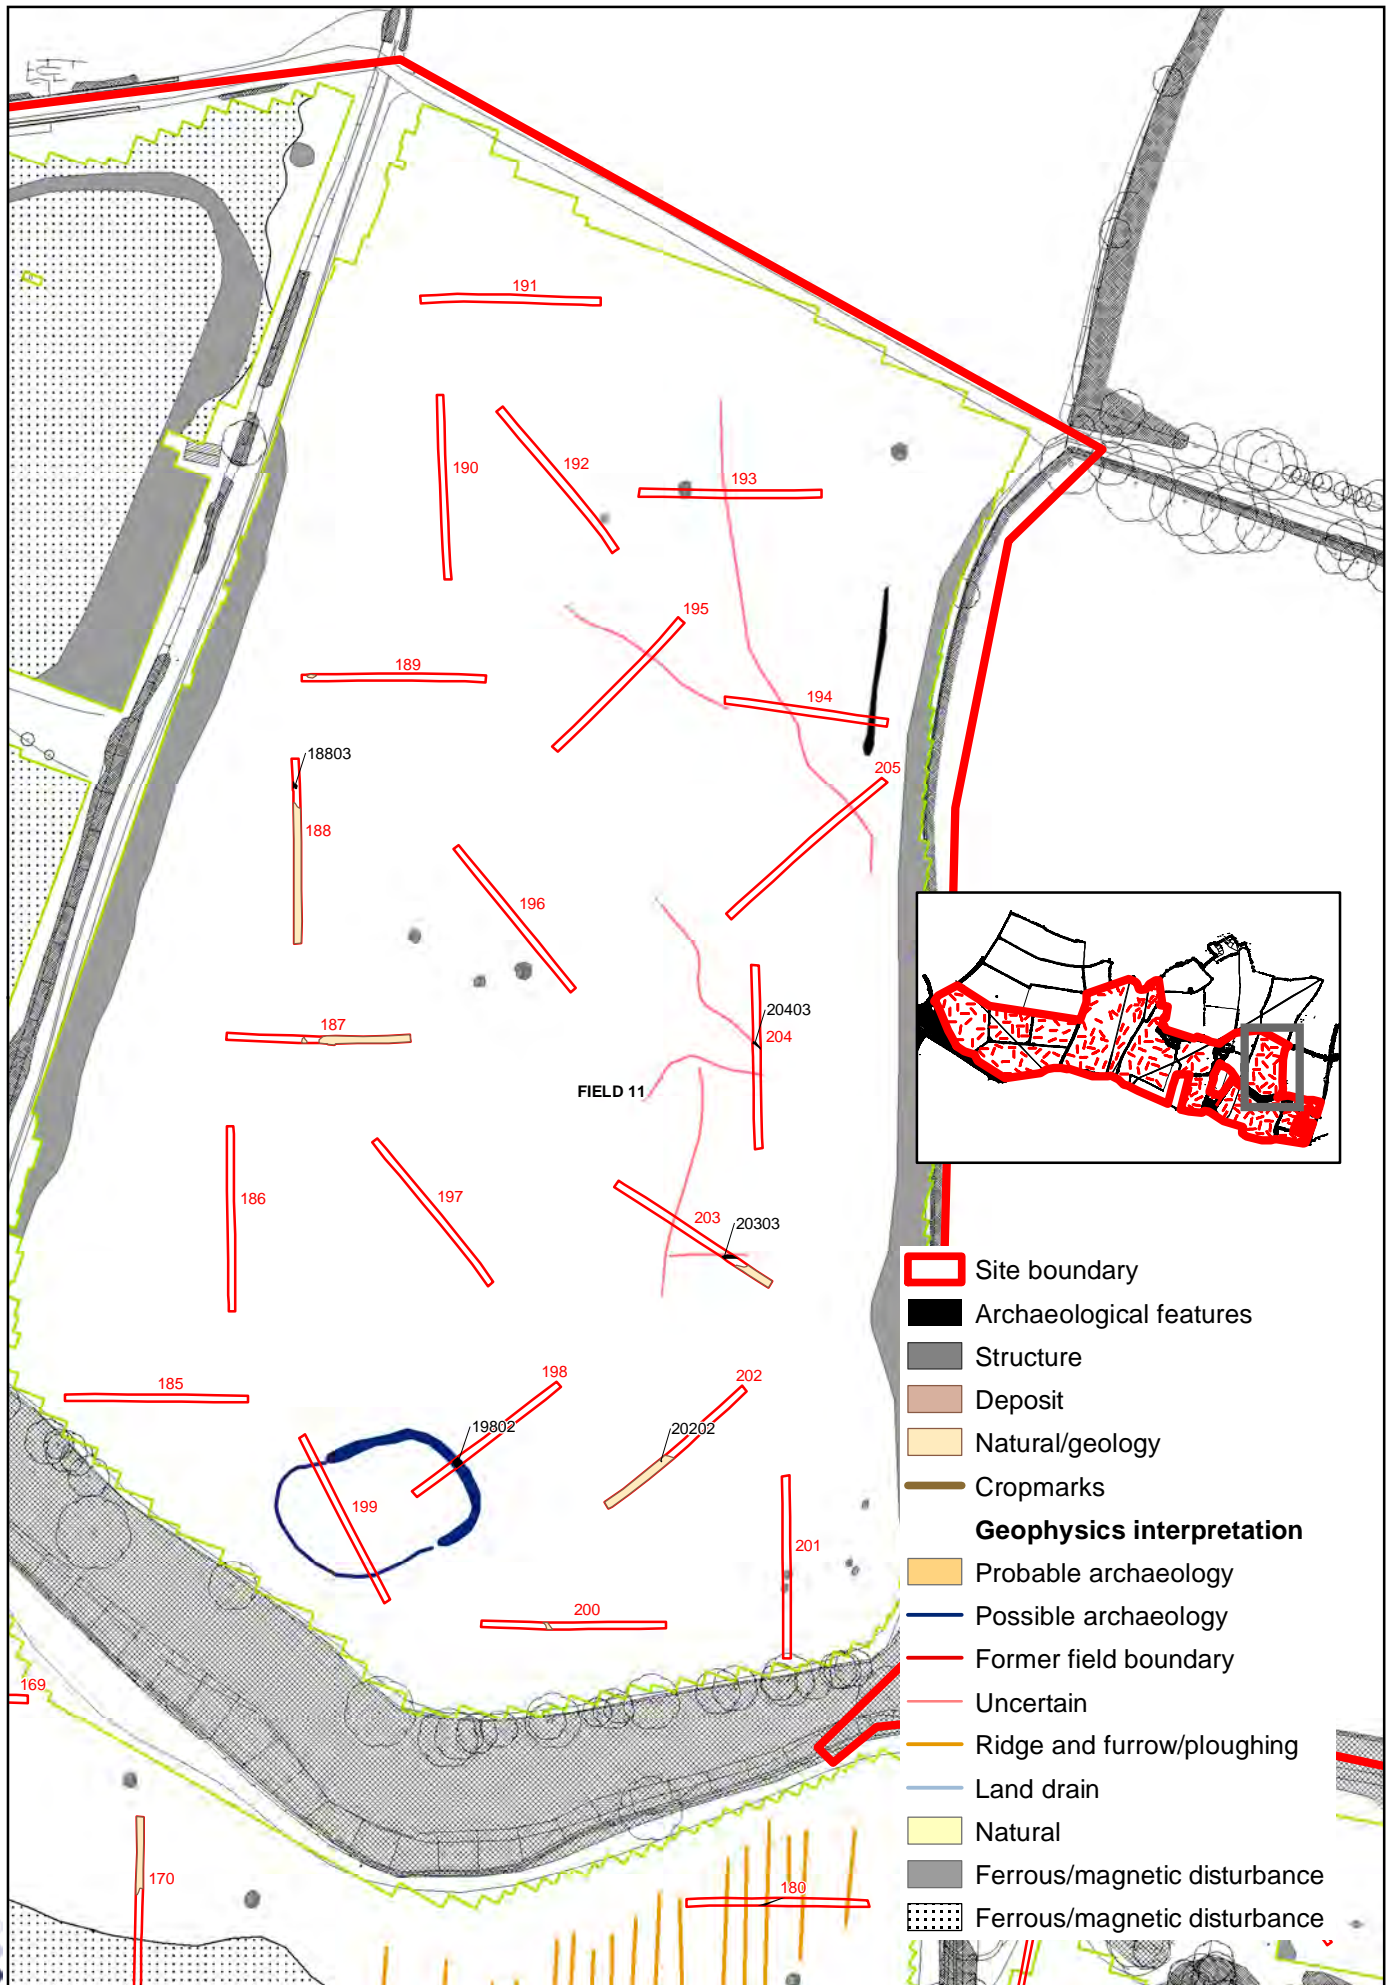 191
190
192
193
195
189
194
18803
205
188
196
20403
187
204
FIELD 11
186
197
203
20303
198
202
185
19802
20202
199
201
200
169
170
180
Site boundary
Archaeological features
Structure
Deposit
Natural/geology
Cropmarks
Geophysics interpretation
Probable archaeology
Possible archaeology
Former field boundary
Uncertain
Ridge and furrow/ploughing
Land drain
Natural
Ferrous/magnetic disturbance
Ferrous/magnetic disturbance